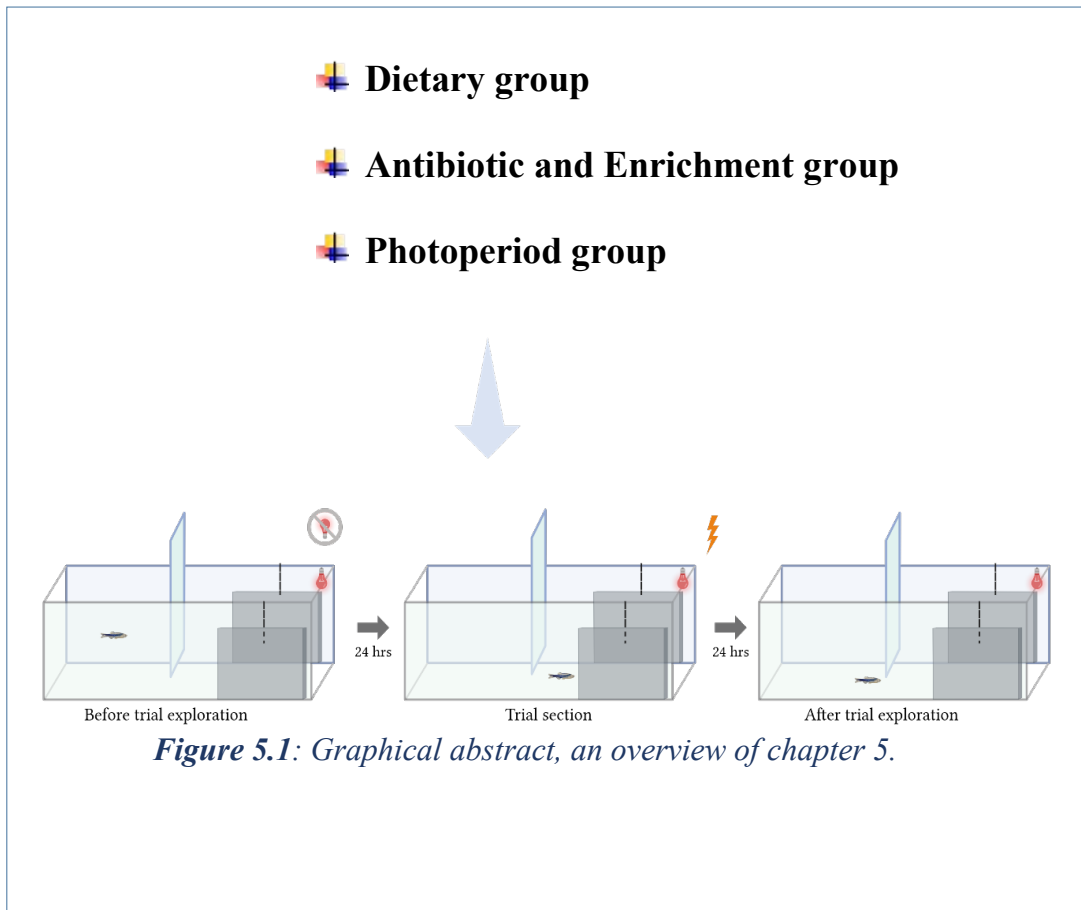 Dietary group
Antibiotic and Enrichment group
Photoperiod group
24 hrs
24 hrs
Before trial exploration
Trial section
After trial exploration
Figure 5.1: Graphical abstract, an overview of chapter 5.